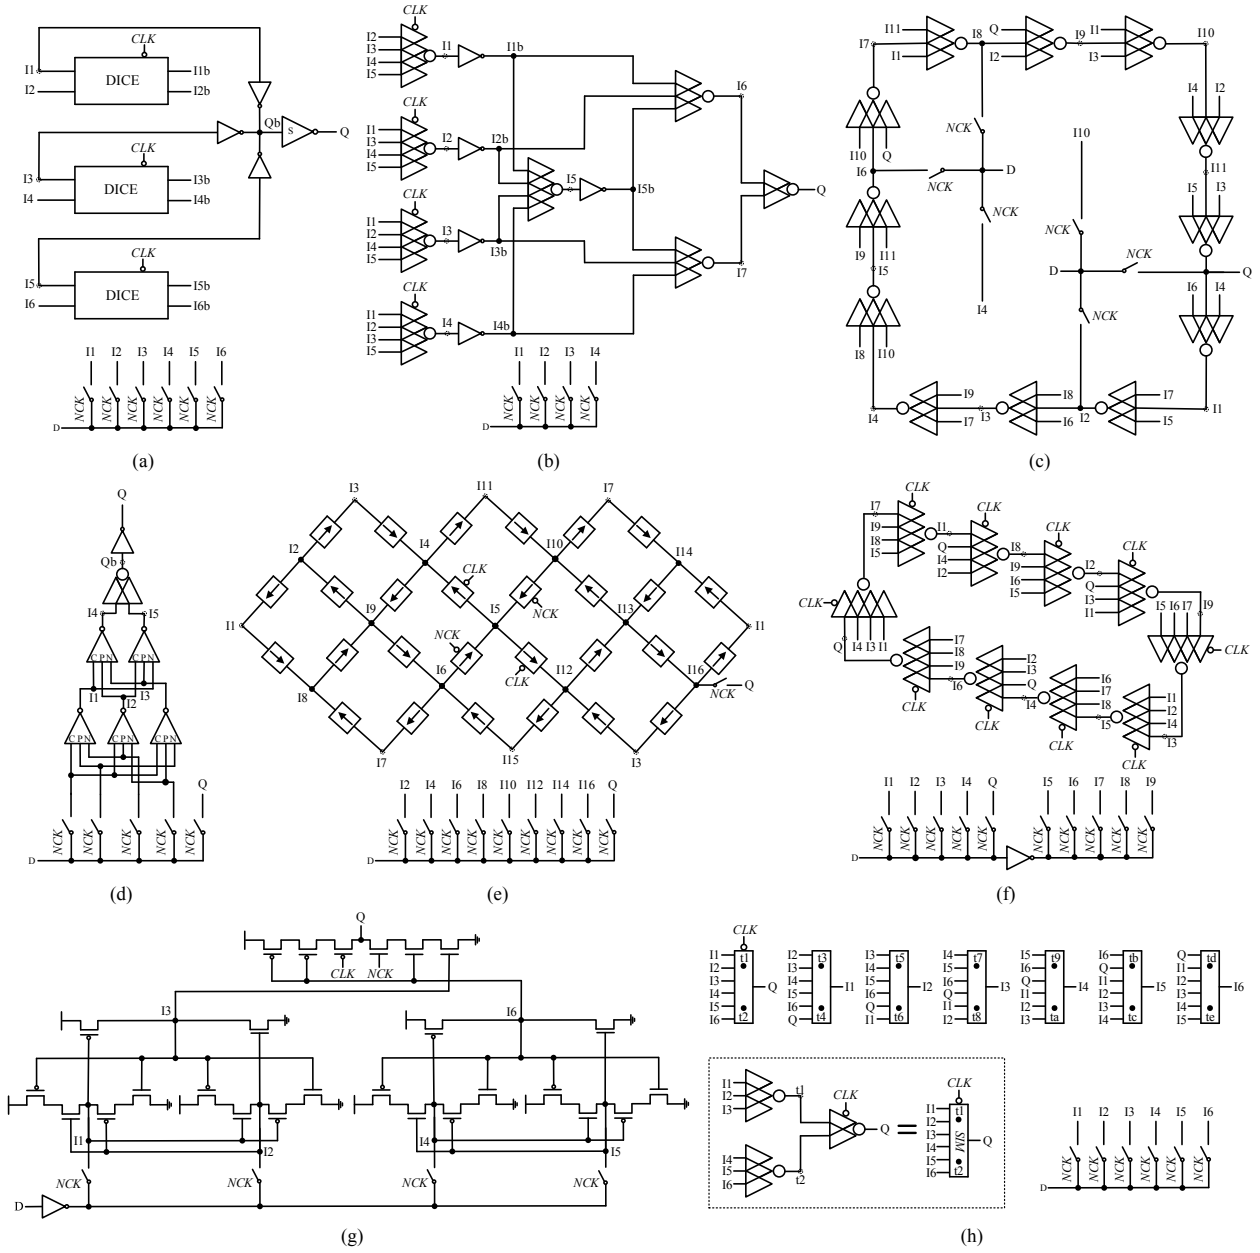 (a)
CLK
I1
I2
DICE
I1b
I2b
Qb
S
Q
CLK
I3
I4
DICE
I3b
I4b
CLK
I5
I6
DICE
I5b
I6b
I1 I2 I3 I4 I5 I6
NCK NCK NCK NCK NCK NCK
D
(b)
CLK
I2
I3
I4
I5
I1
I1b
CLK
I1
I3
I4
I5
I2
I2b
CLK
I1
I2
I4
I5
I3
I3b
CLK
I1
I2
I3
I5
I4
I4b
I5
I5b
I6
I7
Q
I1 I2 I3 I4
NCK NCK NCK NCK
D
(c)
I7
I11
I1
I8
Q
I2
I9
I1
I3
I10
I4 I2
I11
I5 I3
Q
I6 I4
I1
I7
I5
I2
I8
I6
I3
I9
I7
I4
I8 I10
I5
I9 I11
I6
I10 Q
NCK
NCK
D
NCK
I4
I10
NCK
D
NCK
NCK
(d)
Q
Qb
I4 I5
C P N C P N
I1 I2 I3
C P N C P N C P N
Q
NCK NCK NCK NCK NCK
D
(e)
I3 I11 I7
I2 I4 I10 I14
CLK
NCK
I1 I9 I5 I13 I1
NCK
CLK
I8 I6 I12 I16
NCK
Q
I7 I15 I3
I2 I4 I6 I8 I10 I12 I14 I16 Q
NCK NCK NCK NCK NCK NCK NCK NCK NCK
D
(f)
CLK
I7
I9
I8
I5
I1
CLK
Q
I4
I2
I8
CLK
I9
I6
I5
I2
CLK
Q
I3
I1
I9
I5 I6 I7
CLK
I3
I1
I2
I4
CLK
I5
I6
I7
I8
CLK
I4
I2
I3
Q
CLK
I6
I7
I8
I9
CLK
Q
I4 I3 I1
CLK
I1 I2 I3 I4 Q I5 I6 I7 I8 I9
NCK NCK NCK NCK NCK NCK NCK NCK NCK NCK
D
(g)
Q
CLK NCK
I3 I6
I1 I2 I4 I5
NCK NCK NCK NCK
D
(h)
CLK
I1
I2
I3
I4
I5
I6
t1
t2
Q
I2
I3
I4
I5
I6
Q
t3
t4
I1
I3
I4
I5
I6
Q
I1
t5
t6
I2
I4
I5
I6
Q
I1
I2
t7
t8
I3
I5
I6
Q
I1
I2
I3
t9
ta
I4
I6
Q
I1
I2
I3
I4
tb
tc
I5
Q
I1
I2
I3
I4
I5
td
te
I6
I1
I2
I3
t1
I4
I5
I6
t2
CLK
Q
=
CLK
I1
I2
I3
I4
I5
I6
t1
SIM
t2
Q
I1 I2 I3 I4 I5 I6
NCK NCK NCK NCK NCK NCK
D